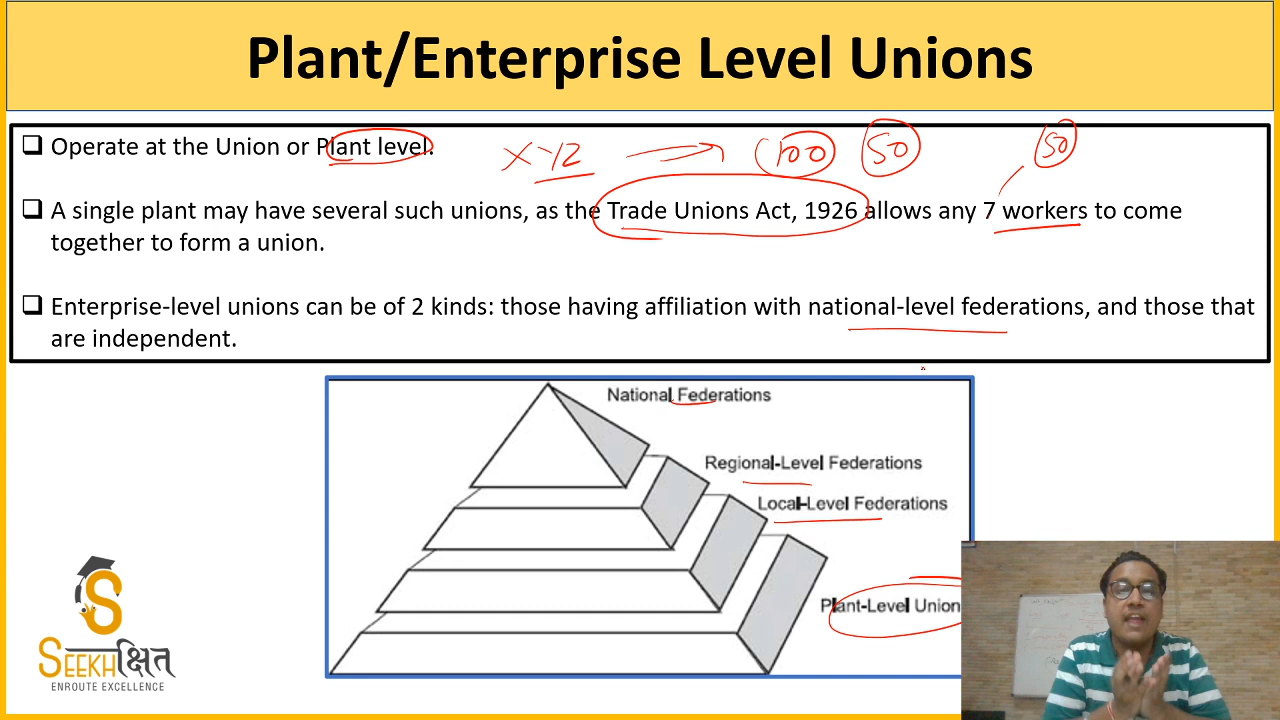 Plant/Enterprise Level Unions
❑ Operate at the Union or Plant level.
XYZ → 100 50 50
❑ A single plant may have several such unions, as the Trade Unions Act, 1926 allows any 7 workers to come
together to form a union.
❑ Enterprise-level unions can be of 2 kinds: those having affiliation with national-level federations, and those that
are independent.
National Federations
Regional-Level Federations
Local-Level Federations
Plant-Level Union
SEEKHक्षित
ENROUTE EXCELLENCE